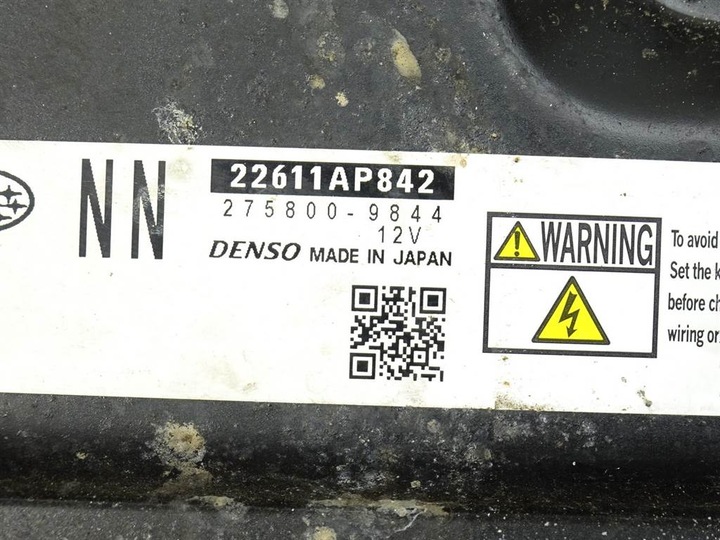 NN
22611AP842
275800-9844
12V
DENSO MADE IN JAPAN
WARNING
To avoid
Set the
before
wiring or